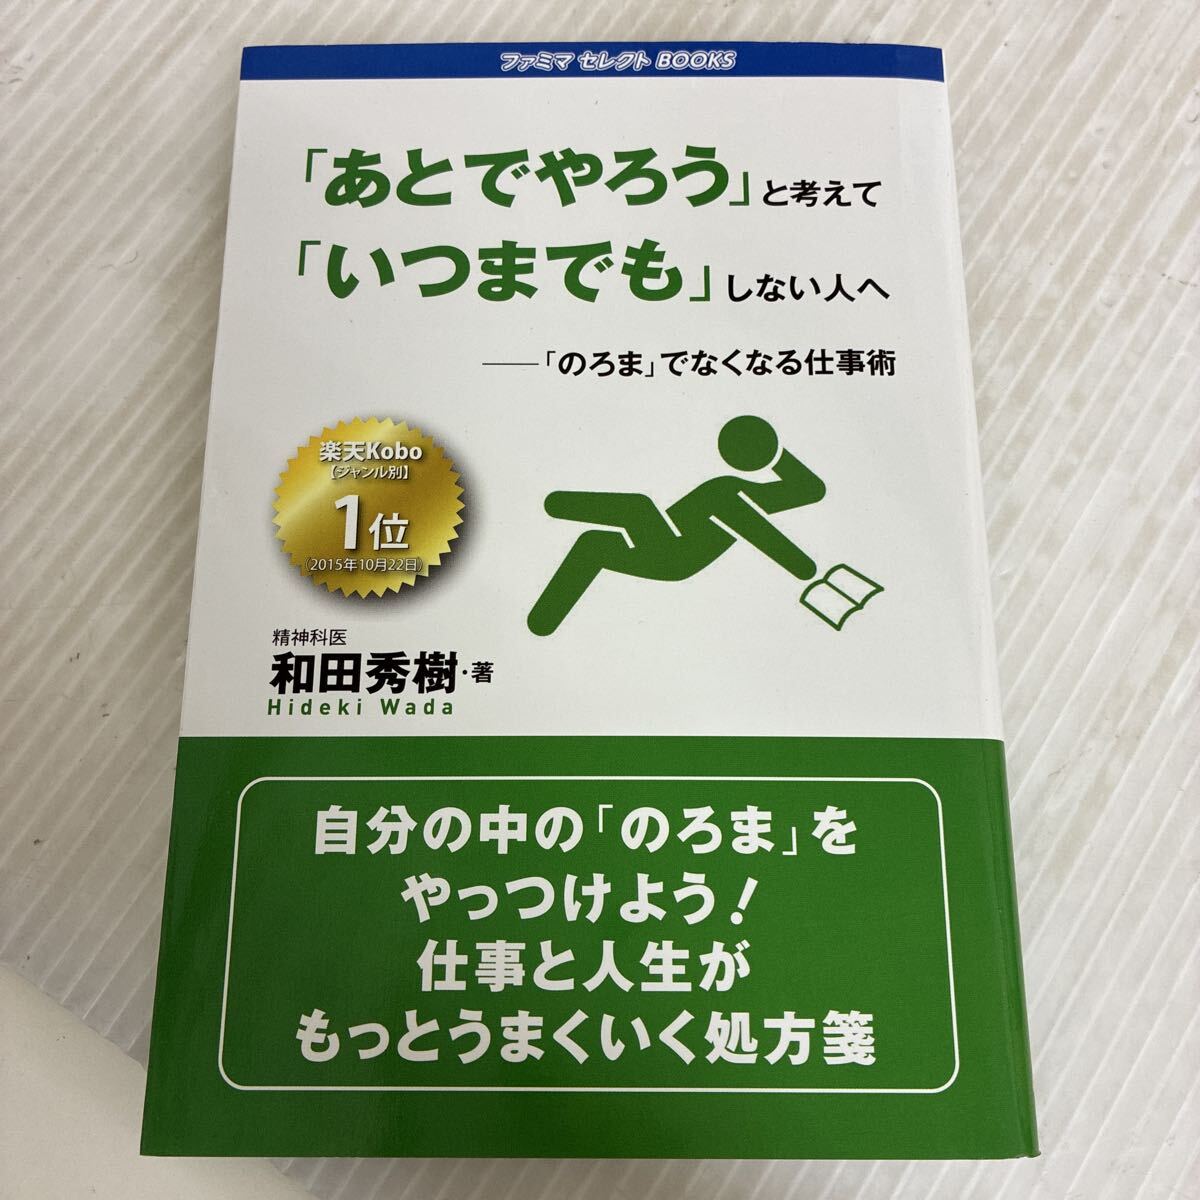 ファミマ セレクト BOOKS
「あとでやろう」と考えて
「いつまでも」しない人へ
――「のろま」でなくなる仕事術
楽天Kobo
【ジャンル別】
1位
(2015年10月22日)
精神科医
和田秀樹・著
Hideki Wada
自分の中の「のろま」を
やっつけよう!
仕事と人生が
もっとうまくいく処方箋